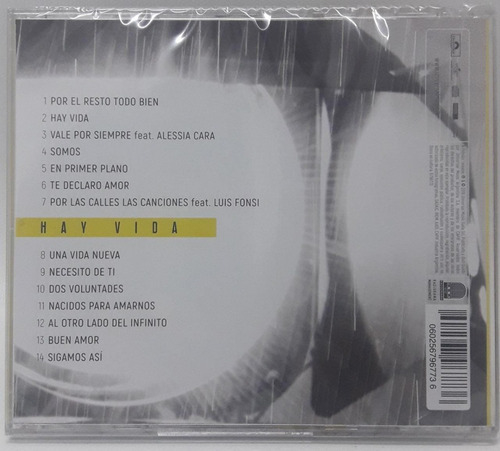 1 POR EL RESTO TODO BIEN
2 HAY VIDA
3 VALE POR SIEMPRE feat. ALESSIA CARA
4 SOMOS
5 EN PRIMER PLANO
6 TE DECLARO AMOR
7 POR LAS CALLES LAS CANCIONES feat. LUIS FONSI
HAY VIDA
8 UNA VIDA NUEVA
9 NECESITO DE TI
10 DOS VOLUNTADES
11 NACIDOS PARA AMARNOS
12 AL OTRO LADO DEL INFINITO
13 BUEN AMOR
14 SIGAMOS ASÍ
0602567967736